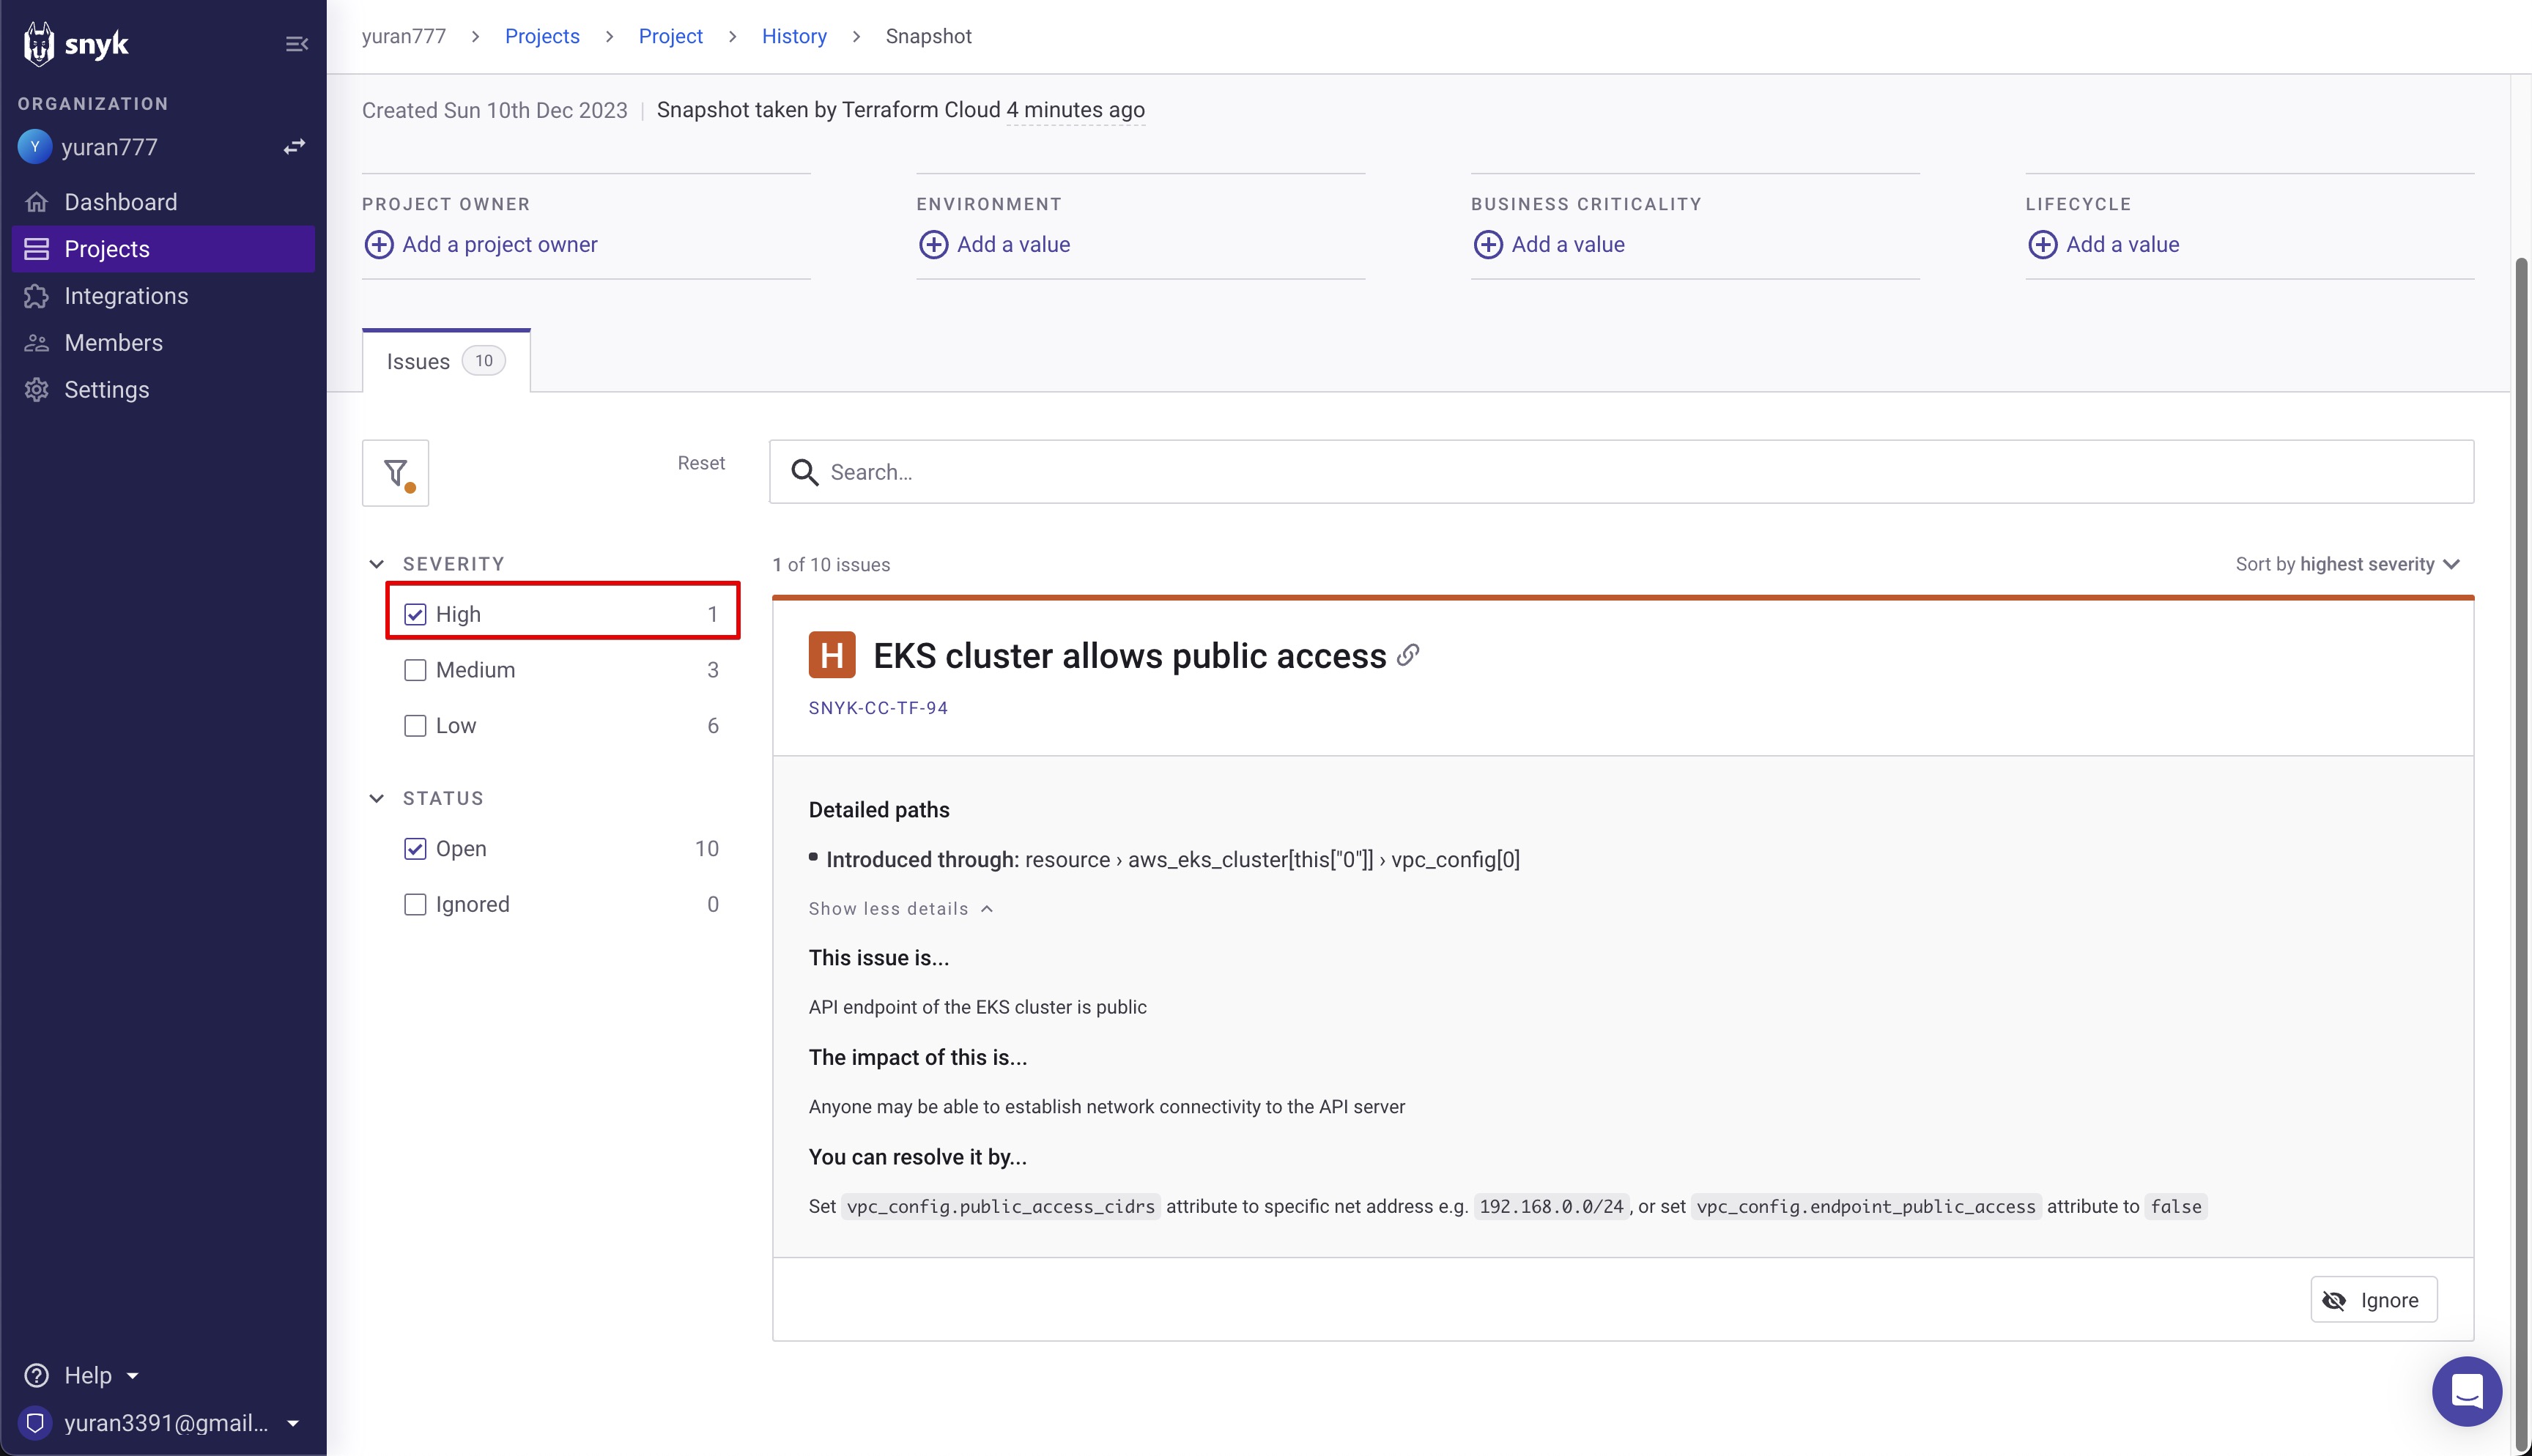 snyk
ORGANIZATION
Y yuran777
Dashboard
Projects
Integrations
Members
Settings
Help
yuran3391@gmail...
yuran777 > Projects > Project > History > Snapshot
Created Sun 10th Dec 2023 | Snapshot taken by Terraform Cloud 4 minutes ago
PROJECT OWNER
Add a project owner
ENVIRONMENT
Add a value
BUSINESS CRITICALITY
Add a value
LIFECYCLE
Add a value
Issues 10
Reset
SEVERITY
High 1
Medium 3
Low 6
STATUS
Open 10
Ignored 0
Search...
1 of 10 issues
Sort by highest severity
H EKS cluster allows public access
SNYK-CC-TF-94
Detailed paths
Introduced through: resource › aws_eks_cluster[this["0"]] › vpc_config[0]
Show less details
This issue is...
API endpoint of the EKS cluster is public
The impact of this is...
Anyone may be able to establish network connectivity to the API server
You can resolve it by...
Set vpc_config.public_access_cidrs attribute to specific net address e.g. 192.168.0.0/24, or set vpc_config.endpoint_public_access attribute to false
Ignore